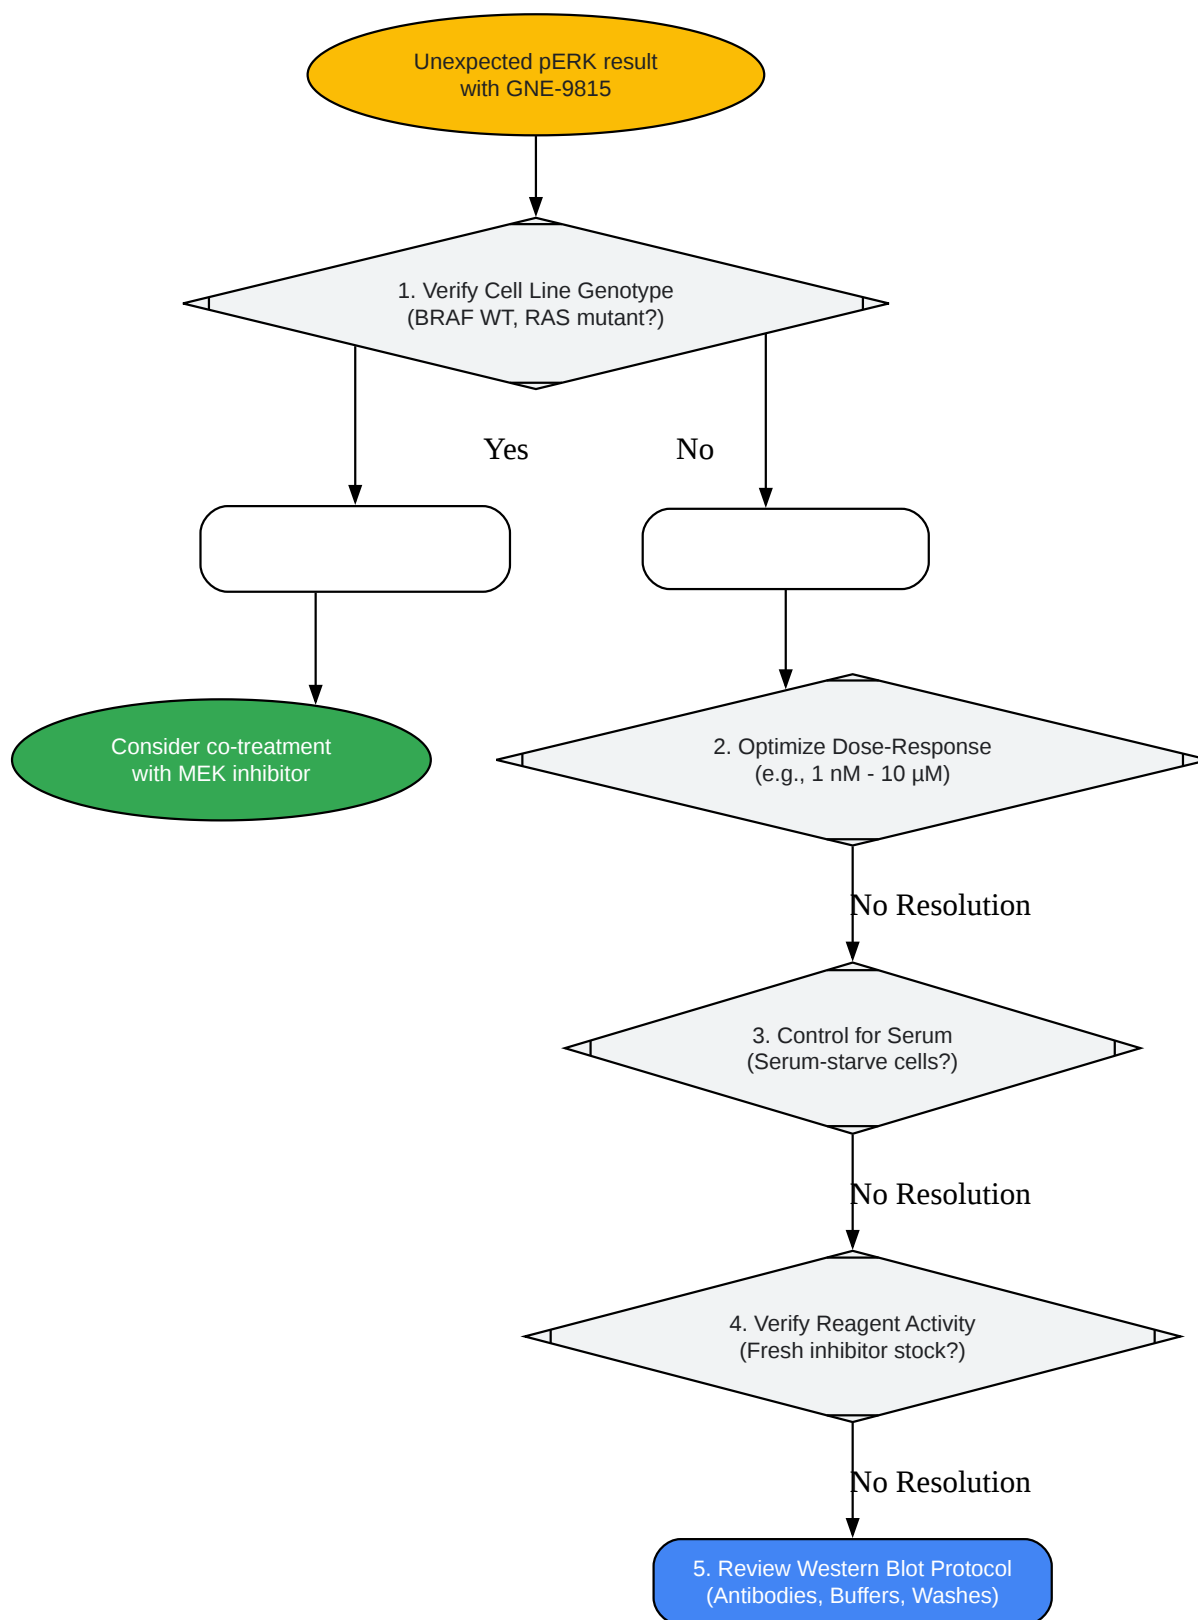 Unexpected pERK result
with GNE-9815
1. Verify Cell Line Genotype
(BRAF WT, RAS mutant?)
Yes
No
Consider co-treatment
with MEK inhibitor
2. Optimize Dose-Response
(e.g., 1 nM - 10 µM)
No Resolution
3. Control for Serum
(Serum-starve cells?)
No Resolution
4. Verify Reagent Activity
(Fresh inhibitor stock?)
No Resolution
5. Review Western Blot Protocol
(Antibodies, Buffers, Washes)